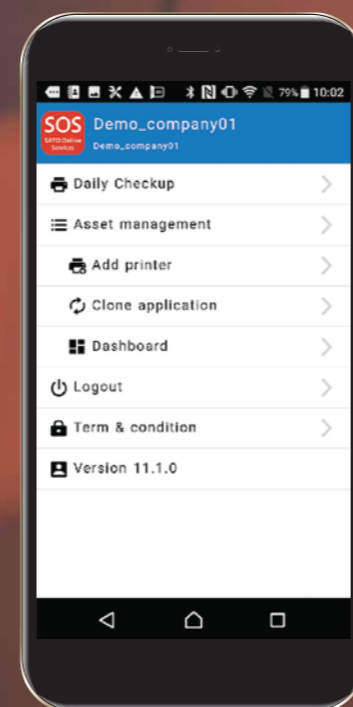 79% 10:02
SOS
SATO Online
Services
Demo_company01
Demo_company01
Daily Checkup
Asset management
Add printer
Clone application
Dashboard
Logout
Term & condition
Version 11.1.0